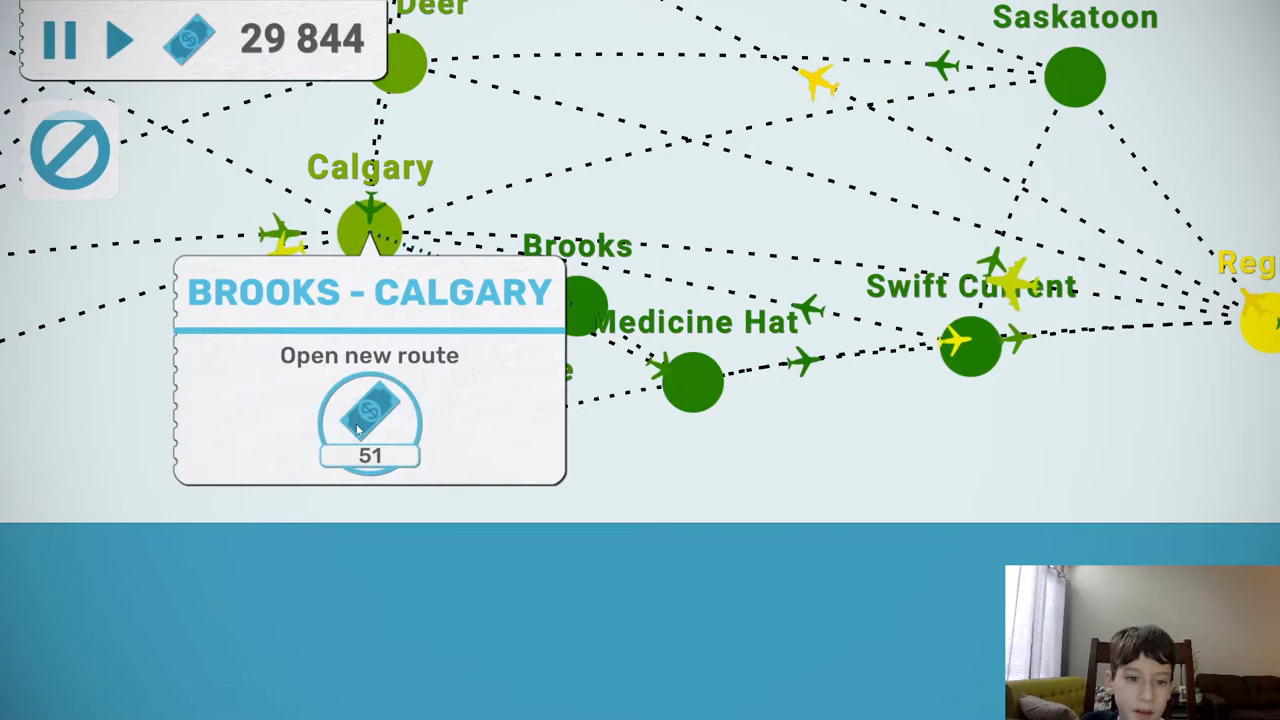 Deer
29 844
Saskatoon
Calgary
Brooks
Reg
Swift Current
Medicine Hat
BROOKS - CALGARY
Open new route
51
e